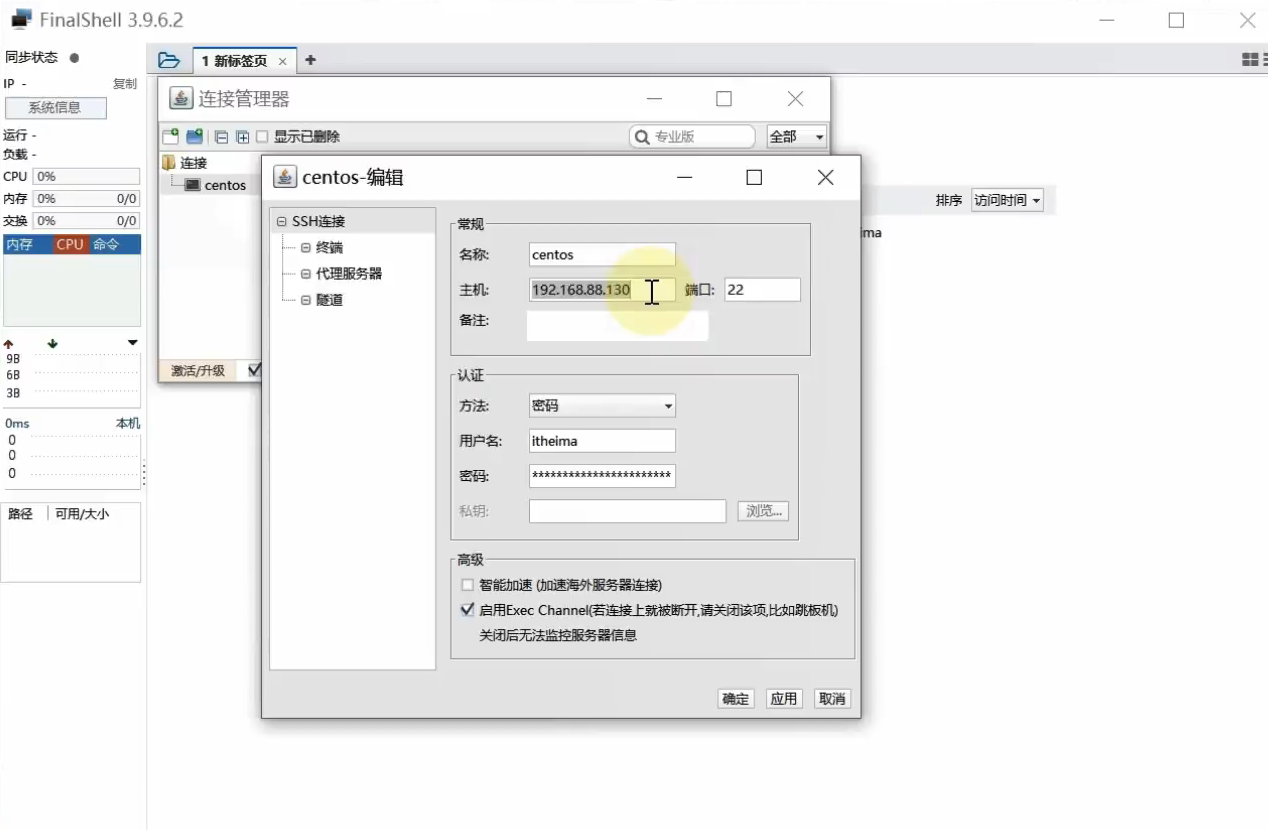 FinalShell 3.9.6.2
同步状态
IP - 复制
系统信息
运行 -
负载 -
CPU 0%
内存 0% 0/0
交换 0% 0/0
内存 CPU 命令
9B
6B
3B
0ms 本机
0
0
0
路径 可用/大小
1 新标签页
连接管理器
显示已删除
专业版
全部
连接
centos
激活/升级
排序 访问时间
ima
centos-编辑
SSH连接
终端
代理服务器
隧道
常规
名称: centos
主机: 192.168.88.130 端口: 22
备注:
认证
方法: 密码
用户名: itheima
密码: ***********************
私钥: 浏览...
高级
智能加速 (加速海外服务器连接)
启用Exec Channel(若连接上就被断开,请关闭该项,比如跳板机)
关闭后无法监控服务器信息
确定 应用 取消